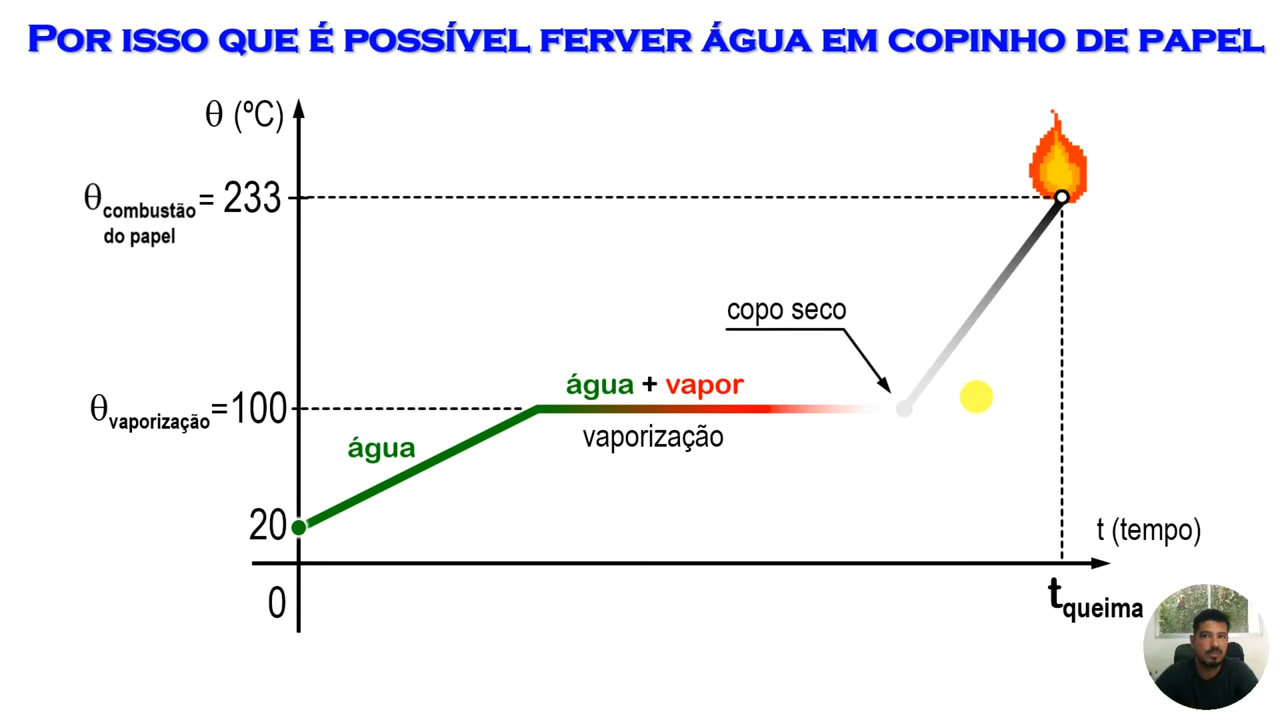 POR ISSO QUE É POSSÍVEL FERVER ÁGUA EM COPINHO DE PAPEL
θ (ºC)
θcombustão do papel = 233
copo seco
água + vapor
θvaporização=100
vaporização
água
20
t (tempo)
0
tqueima